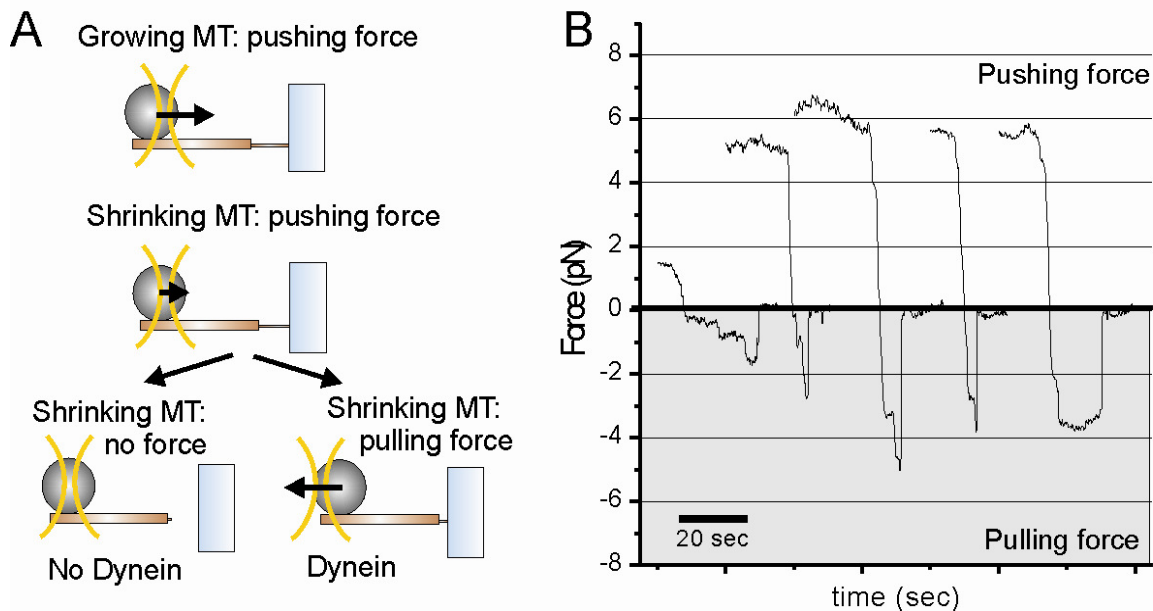 A
Growing MT: pushing force
Shrinking MT: pushing force
Shrinking MT:
no force
Shrinking MT:
pulling force
No Dynein
Dynein
B
Pushing force
8
6
4
2
0
-2
-4
-6
-8
Force (pN)
20 sec
Pulling force
time (sec)